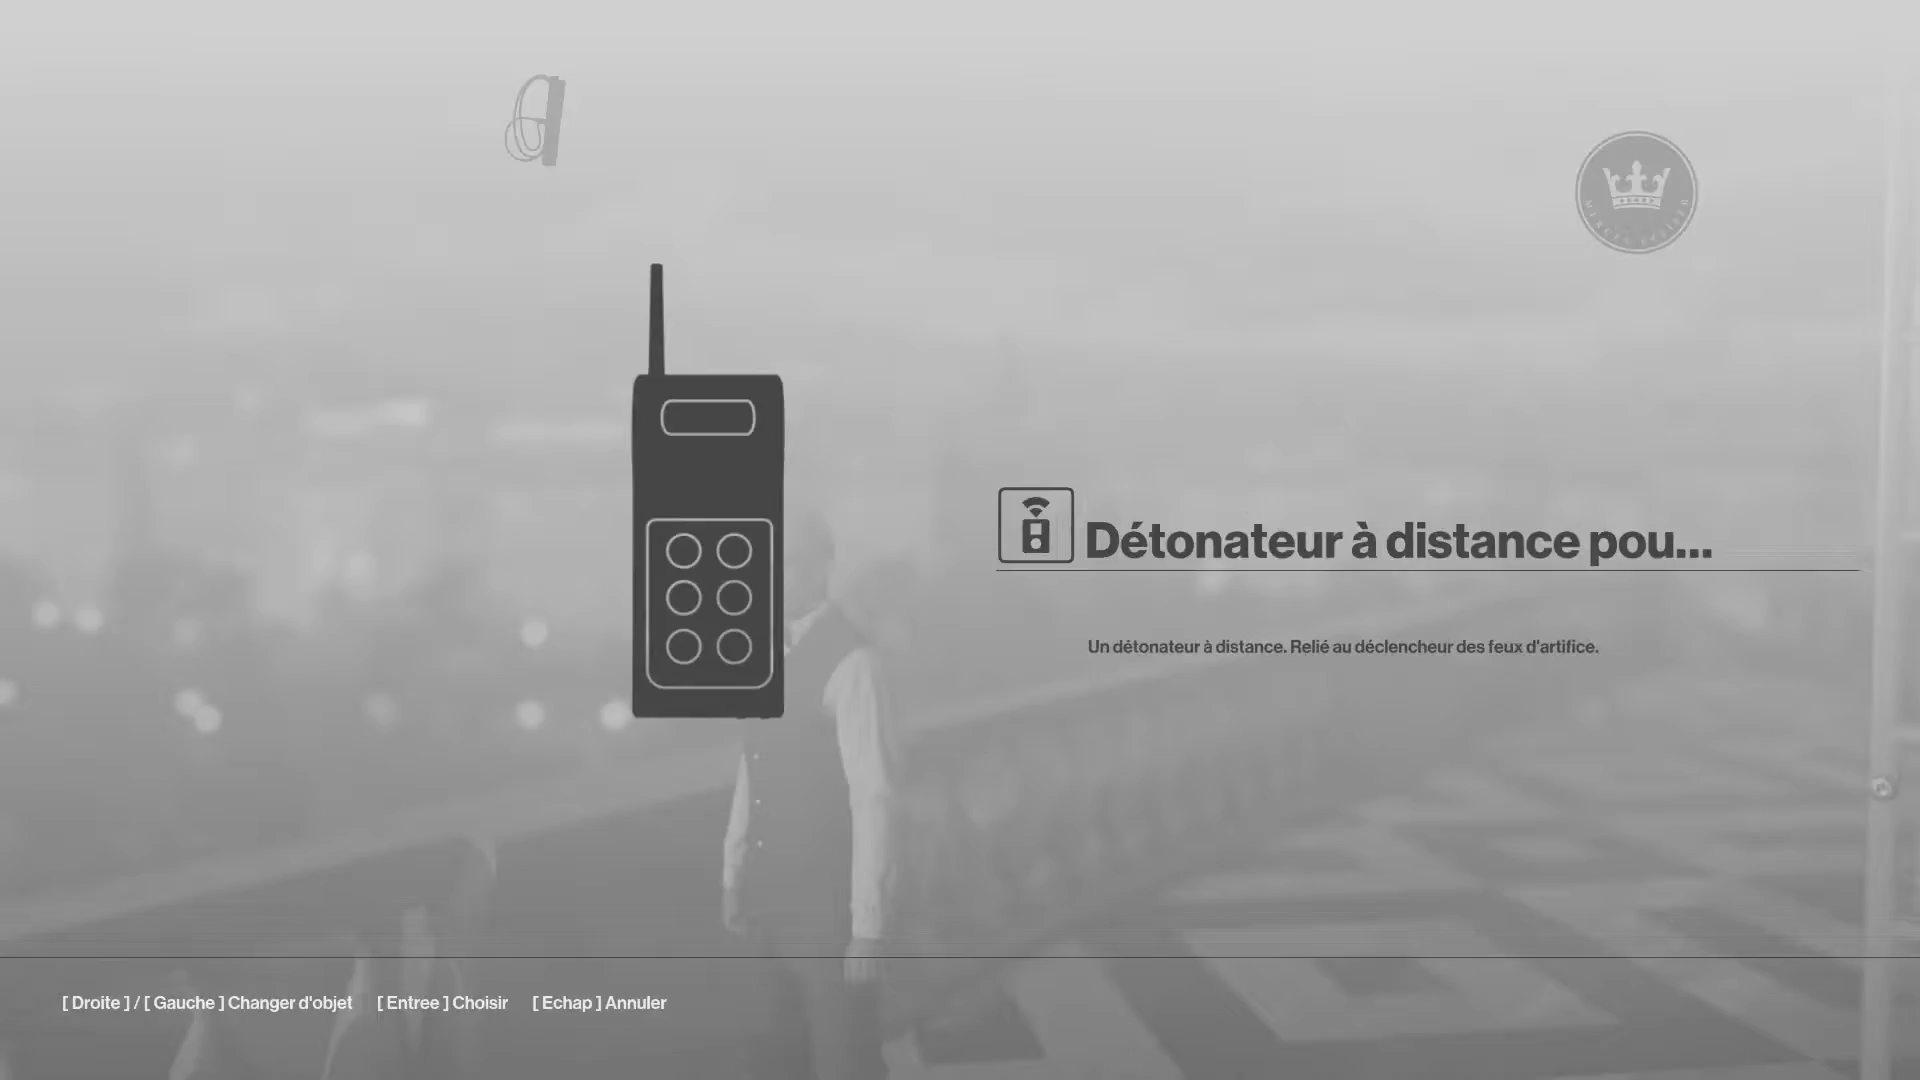 Détonateur à distance pou...
Un détonateur à distance. Relié au déclencheur des feux d'artifice.
[ Droite ] / [ Gauche ] Changer d'objet [ Entree ] Choisir [ Echap ] Annuler